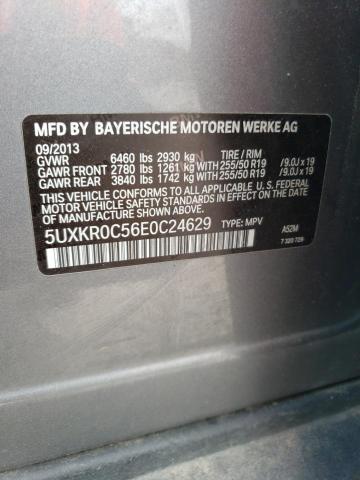 MFD BY BAYERISCHE MOTOREN WERKE AG
09/2013
GVWR 6460 lbs 2930 kg TIRE / RIM
GAWR FRONT 2780 lbs 1261 kg WITH 255/50 R19 /9.0J x 19
GAWR REAR 3840 lbs 1742 kg WITH 255/50 R19 /9.0J x 19
THIS VEHICLE CONFORMS TO ALL APPLICABLE U.S. FEDERAL
MOTOR VEHICLE SAFETY STANDARDS IN EFFECT ON THE DATE
OF MANUFACTURE SHOWN ABOVE.
5UXKR0C56E0C24629 TYPE: MPV A52M
7 320 729